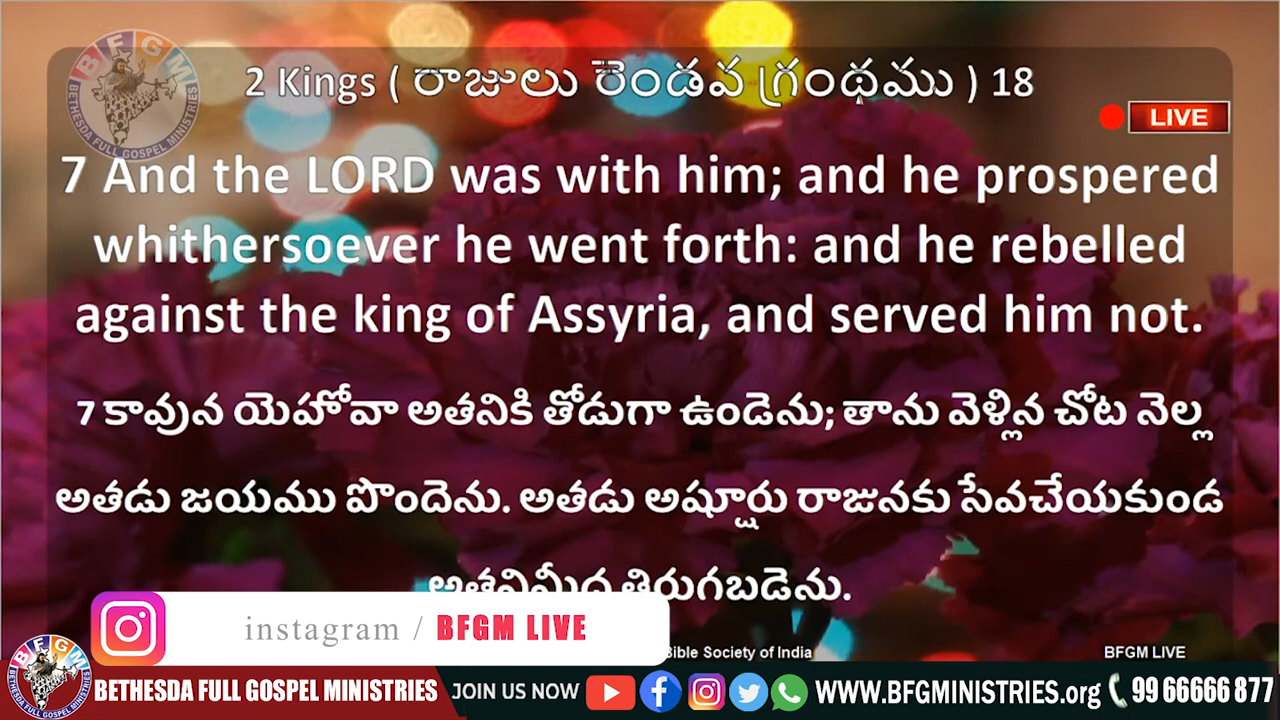 BFGM
BETHESDA FULL GOSPEL MINISTRIES
2 Kings ( రాజులు రెండవ గ్రంథము ) 18
LIVE
7 And the LORD was with him; and he prospered
whithersoever he went forth: and he rebelled
against the king of Assyria, and served him not.
7 కావున యెహోవా అతనికి తోడుగా ఉండెను; తాను వెళ్లిన చోట నెల్ల
అతడు జయము పొందెను. అతడు అష్షూరు రాజునకు సేవచేయకుండ
అతనిమీద తిరుగబడెను.
instagram / BFGM LIVE
Bible Society of India
BFGM LIVE
BFGM
BETHESDA FULL GOSPEL MINISTRIES
BETHESDA FULL GOSPEL MINISTRIES JOIN US NOW WWW.BFGMINISTRIES.org 99 66666 877